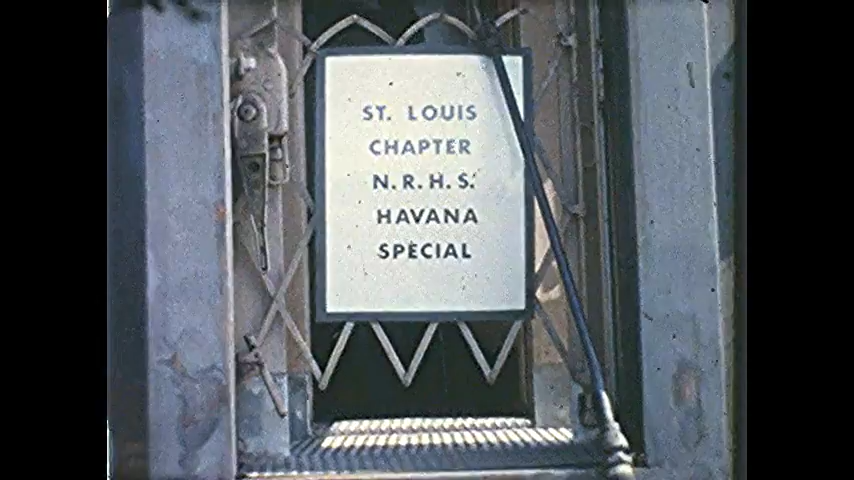 ST. LOUIS
CHAPTER
N.R.H.S.
HAVANA
SPECIAL